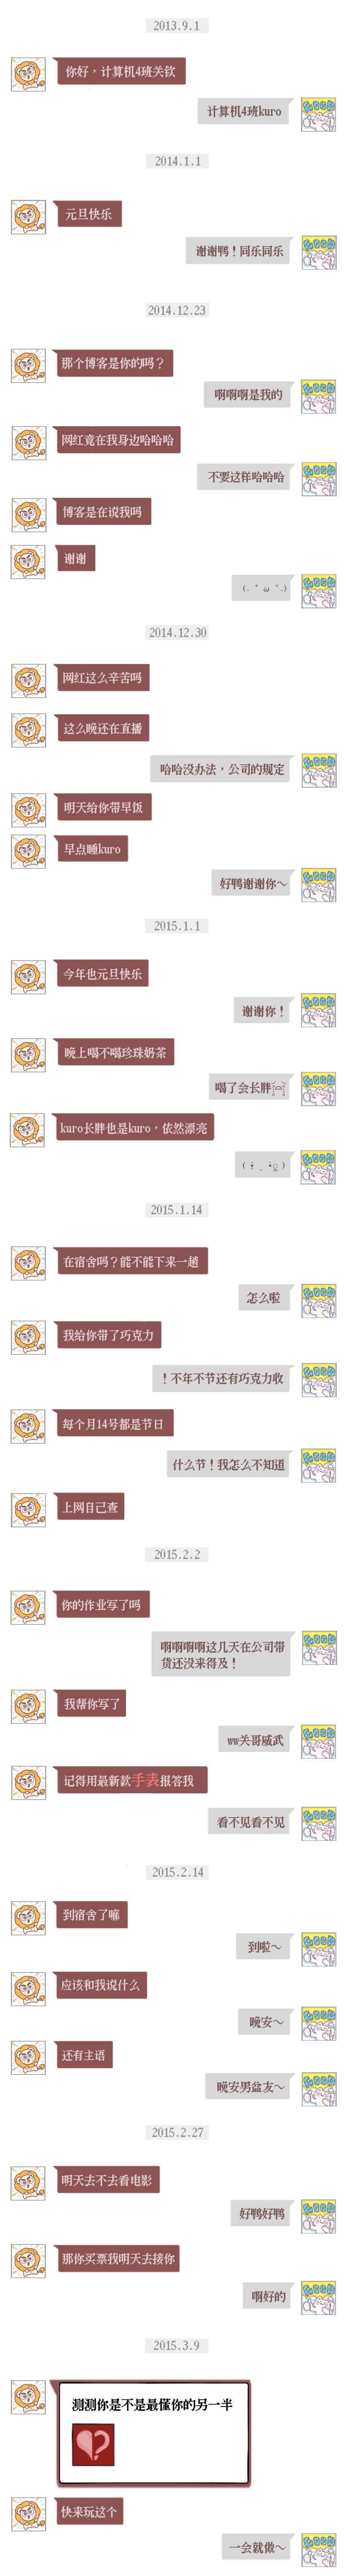 2013.9.1
你好，计算机4班关钦
计算机4班kuro
2014.1.1
元旦快乐
谢谢鸭！同乐同乐
2014.12.23
那个博客是你的吗？
啊啊啊是我的
网红竟在我身边哈哈哈
不要这样哈哈哈
博客是在说我吗
谢谢
(. ゜ω゜.)
2014.12.30
网红这么辛苦吗
这么晚还在直播
哈哈没办法，公司的规定
明天给你带早饭
早点睡kuro
好鸭谢谢你～
2015.1.1
今年也元旦快乐
谢谢你！
晚上喝不喝珍珠奶茶
喝了会长胖
kuro长胖也是kuro，依然漂亮
2015.1.14
在宿舍吗？能不能下来一趟
怎么啦
我给你带了巧克力
！不年不节还有巧克力收
每个月14号都是节日
什么节！我怎么不知道
上网自己查
2015.2.2
你的作业写了吗
啊啊啊啊这几天在公司带
货还没来得及！
我帮你写了
ww关哥威武
记得用最新款手表报答我
看不见看不见
2015.2.14
到宿舍了嘛
到啦～
应该和我说什么
晚安～
还有主语
晚安男盆友～
2015.2.27
明天去不去看电影
好鸭好鸭
那你买票我明天去接你
啊好的
2015.3.9
测测你是不是最懂你的另一半
?
快来玩这个
一会就做～